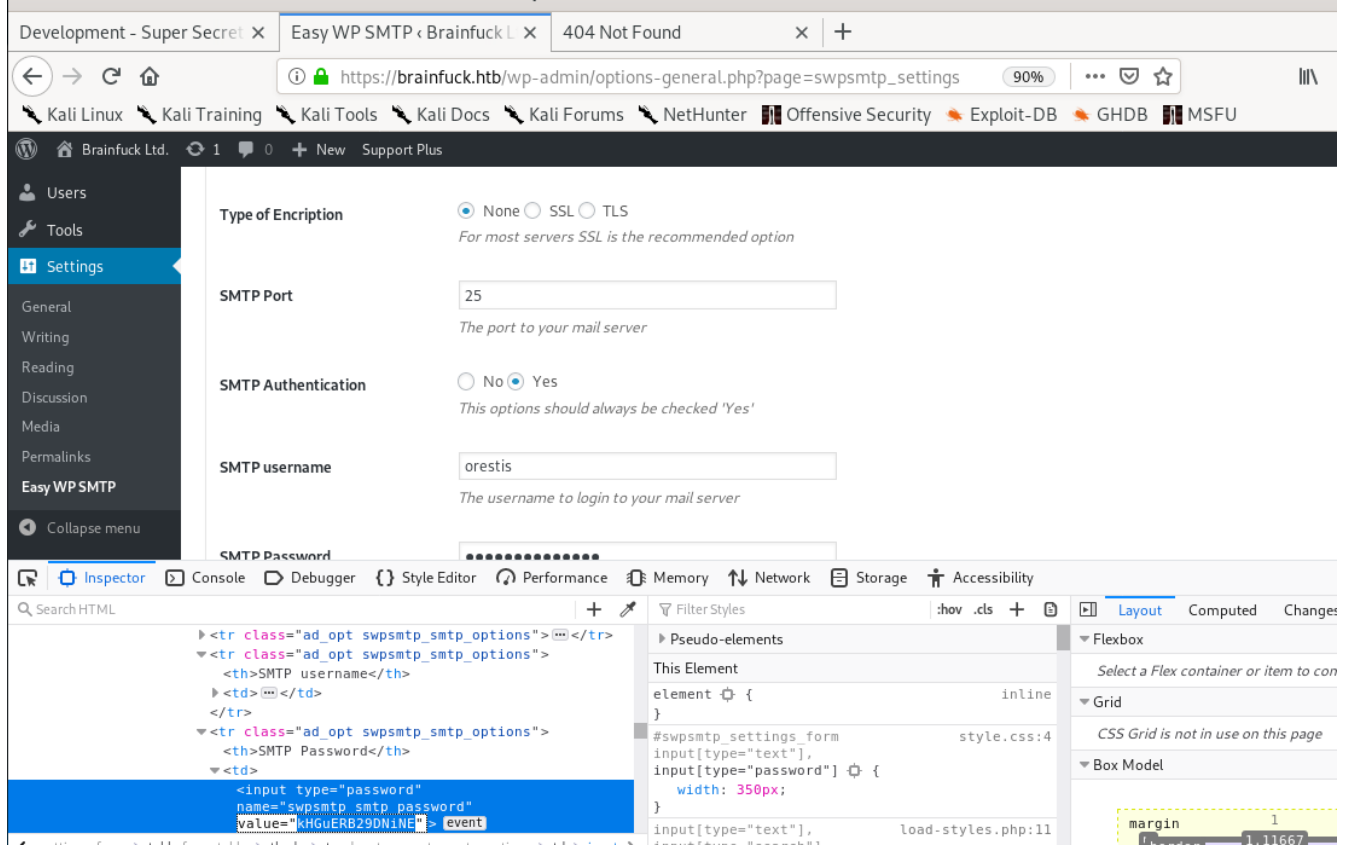 Development - Super Secret
Easy WP SMTP ‹ Brainfuck L
404 Not Found
https://brainfuck.htb/wp-admin/options-general.php?page=swpsmtp_settings 90%
Kali Linux Kali Training Kali Tools Kali Docs Kali Forums NetHunter Offensive Security Exploit-DB GHDB MSFU
Brainfuck Ltd. 1 0 + New Support Plus
Users
Tools
Settings
General
Writing
Reading
Discussion
Media
Permalinks
Easy WP SMTP
Collapse menu
Type of Encription None SSL TLS
For most servers SSL is the recommended option
SMTP Port 25
The port to your mail server
SMTP Authentication No Yes
This options should always be checked 'Yes'
SMTP username orestis
The username to login to your mail server
SMTP Password ••••••••••••••
Inspector Console Debugger {} Style Editor Performance Memory Network Storage Accessibility
Search HTML
<tr class="ad_opt swpsmtp_smtp_options"></tr>
<tr class="ad_opt swpsmtp_smtp_options">
<th>SMTP username</th>
<td></td>
</tr>
<tr class="ad_opt swpsmtp_smtp_options">
<th>SMTP Password</th>
<td>
<input type="password"
name="swpsmtp_smtp_password"
value="kHGuERB29DNiNE"> event
Filter Styles :hov .cls +
Pseudo-elements
This Element
element { inline
}
#swpsmtp_settings_form style.css:4
input[type="text"],
input[type="password"] {
width: 350px;
}
input[type="text"], load-styles.php:11
Layout Computed Changes
Flexbox
Select a Flex container or item to con
Grid
CSS Grid is not in use on this page
Box Model
margin 1
1.11667